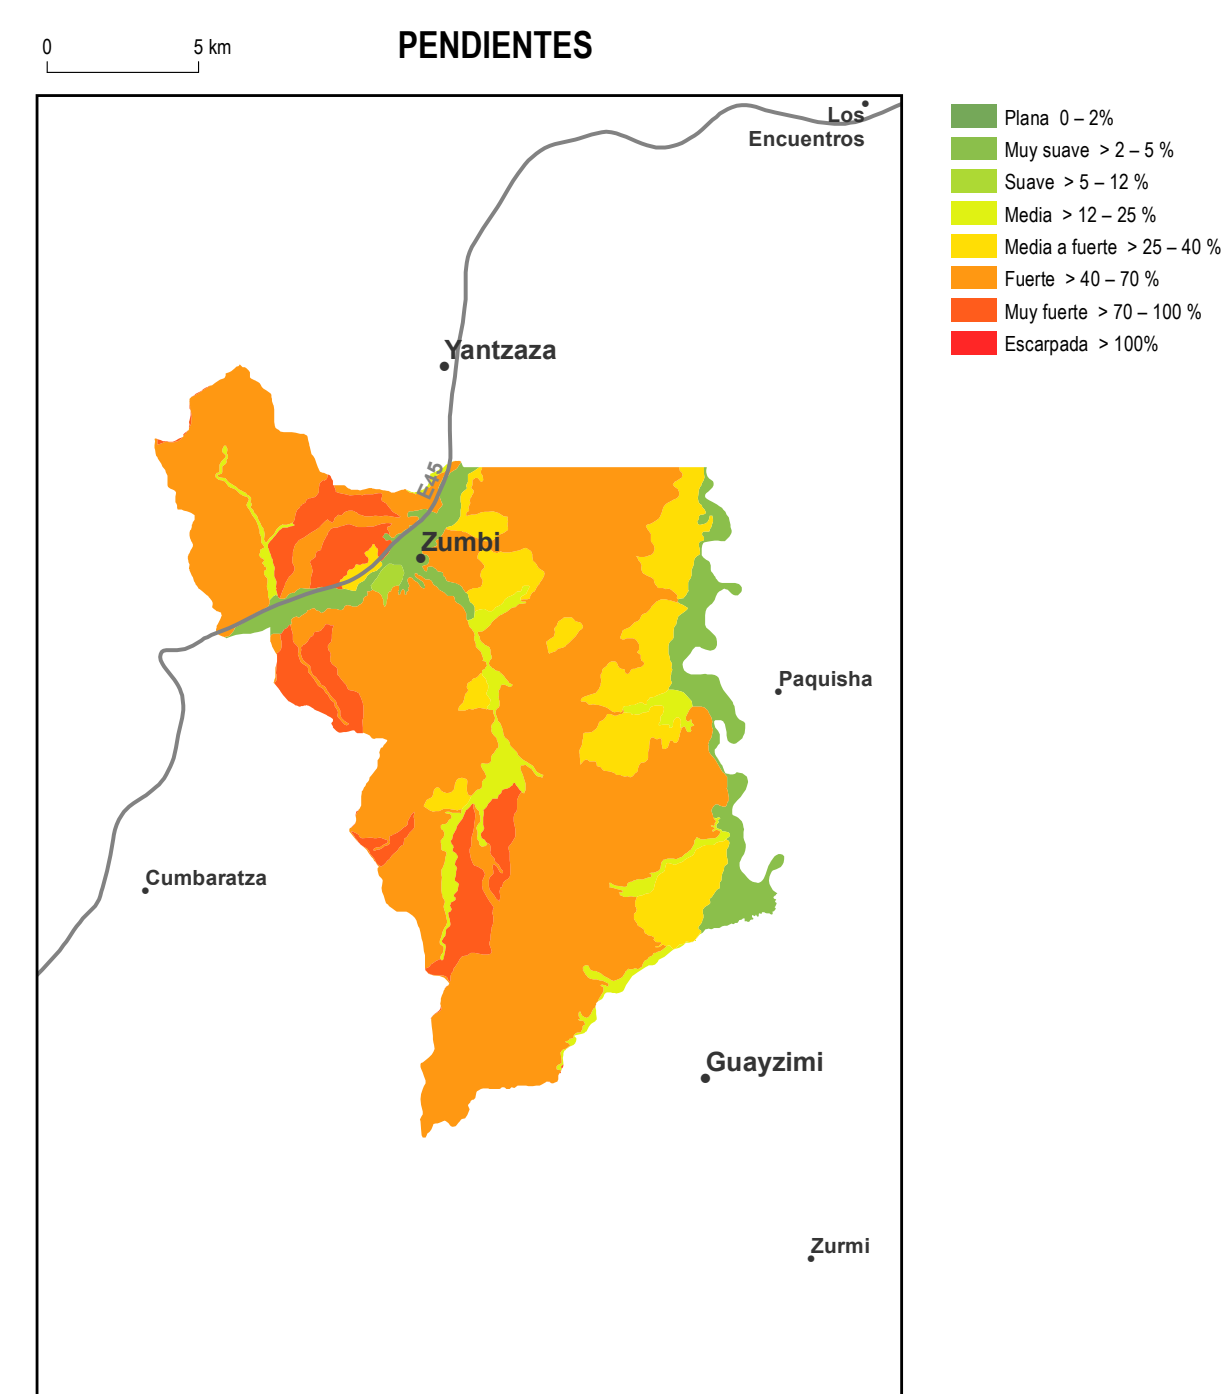 0 5 km
PENDIENTES
Los
Encuentros
Plana 0 – 2%
Muy suave > 2 – 5 %
Suave > 5 – 12 %
Media > 12 – 25 %
Media a fuerte > 25 – 40 %
Fuerte > 40 – 70 %
Muy fuerte > 70 – 100 %
Escarpada > 100%
Yantzaza
E45
Zumbi
Paquisha
Cumbaratza
Guayzimi
Zurmi